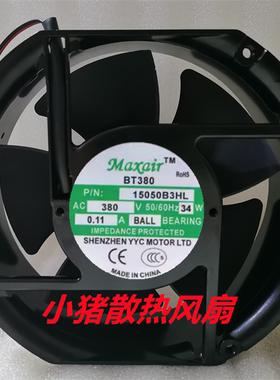 Maxair™
BT380
RoHS
P/N: 15050B3HL
AC 380 V 50/60Hz 34 W
0.11 A BALL BEARING
IMPEDANCE PROTECTED
SHENZHEN YYC MOTOR LTD
CE
MADE IN CHINA
小猪散热风扇